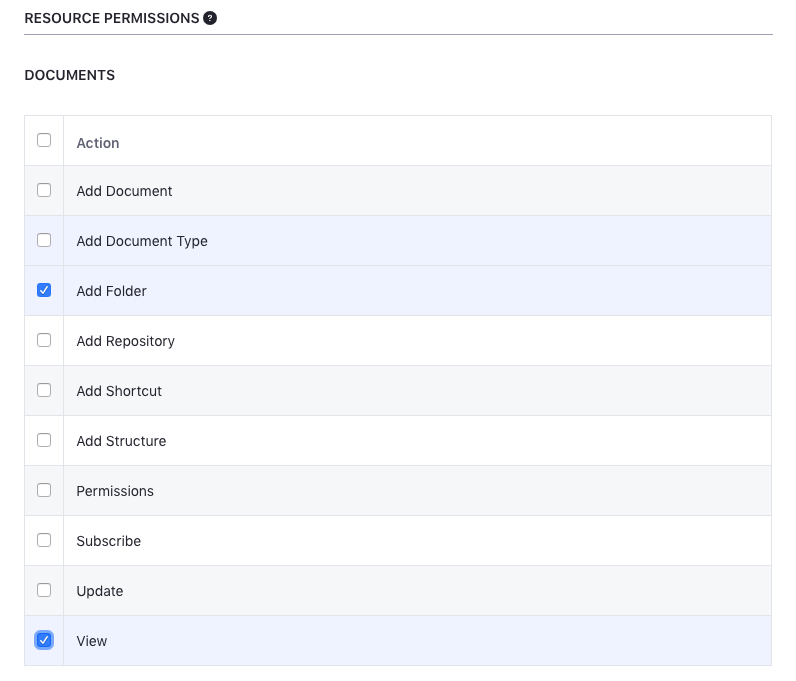 RESOURCE PERMISSIONS ?
DOCUMENTS
Action
Add Document
Add Document Type
Add Folder
Add Repository
Add Shortcut
Add Structure
Permissions
Subscribe
Update
View